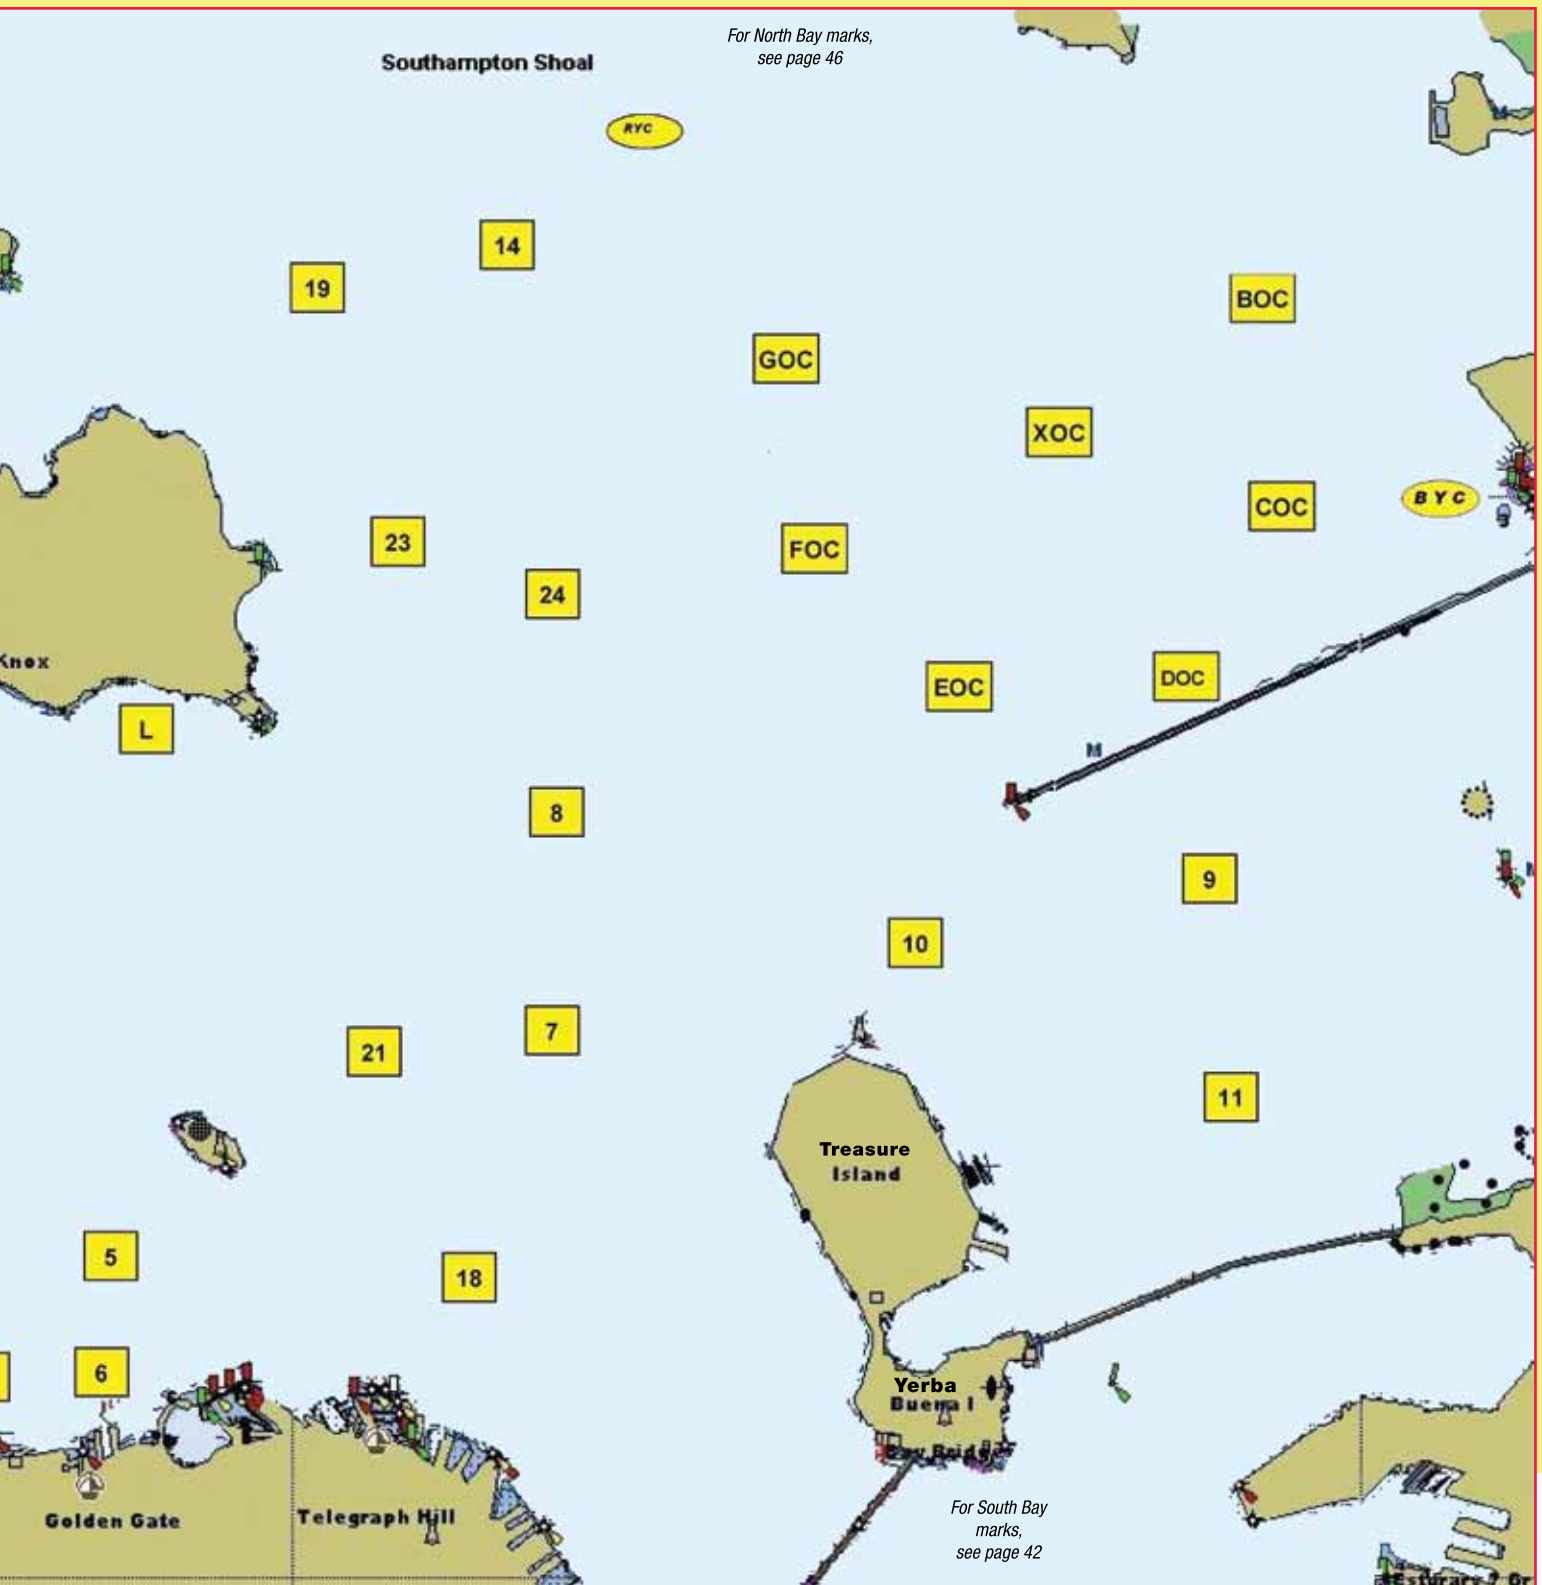 For North Bay marks,
see page 46
Southampton Shoal
RYC
14
19
BOC
GOC
XOC
BYC
COC
23
FOC
24
Knox
DOC
EOC
L
M
8
9
10
7
21
11
Treasure
Island
5
18
6
Yerba
Buena I
Bay Bridge
For South Bay
marks,
see page 42
Golden Gate
Telegraph Hill